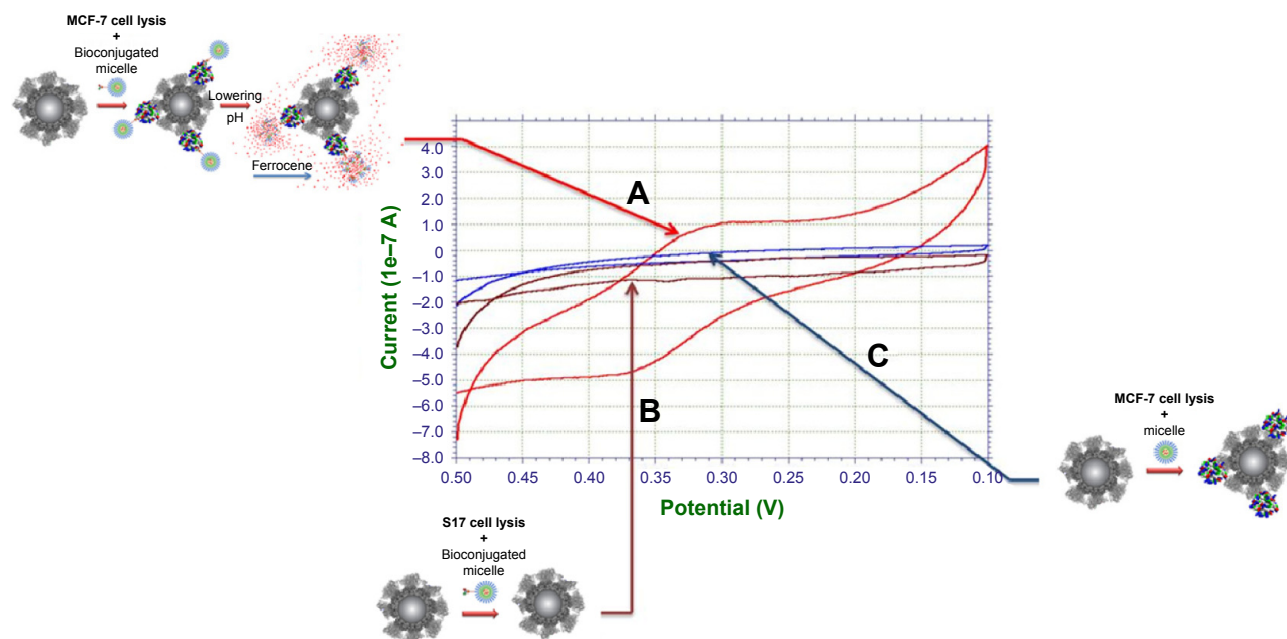 MCF-7 cell lysis
+
Bioconjugated
micelle
Lowering
pH
Ferrocene
A
B
C
Current (1e–7 A)
4.0
3.0
2.0
1.0
0
–1.0
–2.0
–3.0
–4.0
–5.0
–6.0
–7.0
–8.0
0.50 0.45 0.40 0.35 0.30 0.25 0.20 0.15 0.10
Potential (V)
MCF-7 cell lysis
+
micelle
S17 cell lysis
+
Bioconjugated
micelle